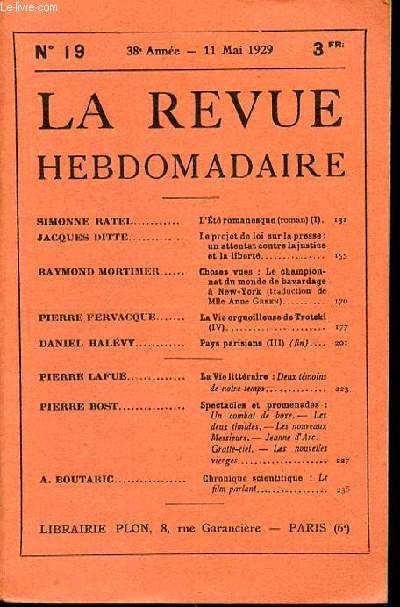 N° 19 38e Année — 11 Mai 1929 3 FR:
LA REVUE
HEBDOMADAIRE
SIMONNE RATEL............ L'Été romanesque (roman) (I). 131
JACQUES DITTE............ Le projet de loi sur la presse :
un attentat contre la justice
et la liberté............... 155
RAYMOND MORTIMER...... Choses vues : Le champion-
nat du monde de bavardage
à New-York (traduction de
Mlle Anne GREEN).......... 170
PIERRE FERVACQUE....... La Vie orgueilleuse de Trotski
(IV)....................... 177
DANIEL HALÉVY............ Pays parisiens (III) (fin) ... 201
PIERRE LAFUE.............. La Vie littéraire : Deux témoins
de notre temps............. 223
PIERRE BOST............... Spectacles et promenades :
Un combat de boxe. — Les
deux timides. — Les nouveaux
Messieurs. — Jeanne d'Arc.
Gratte-ciel. — Les nouvelles
vierges.................... 227
A. BOUTARIC............... Chronique scientifique : Le
film parlant............... 235
LIBRAIRIE PLON, 8, rue Garancière — PARIS (6e)
Le-livre.com